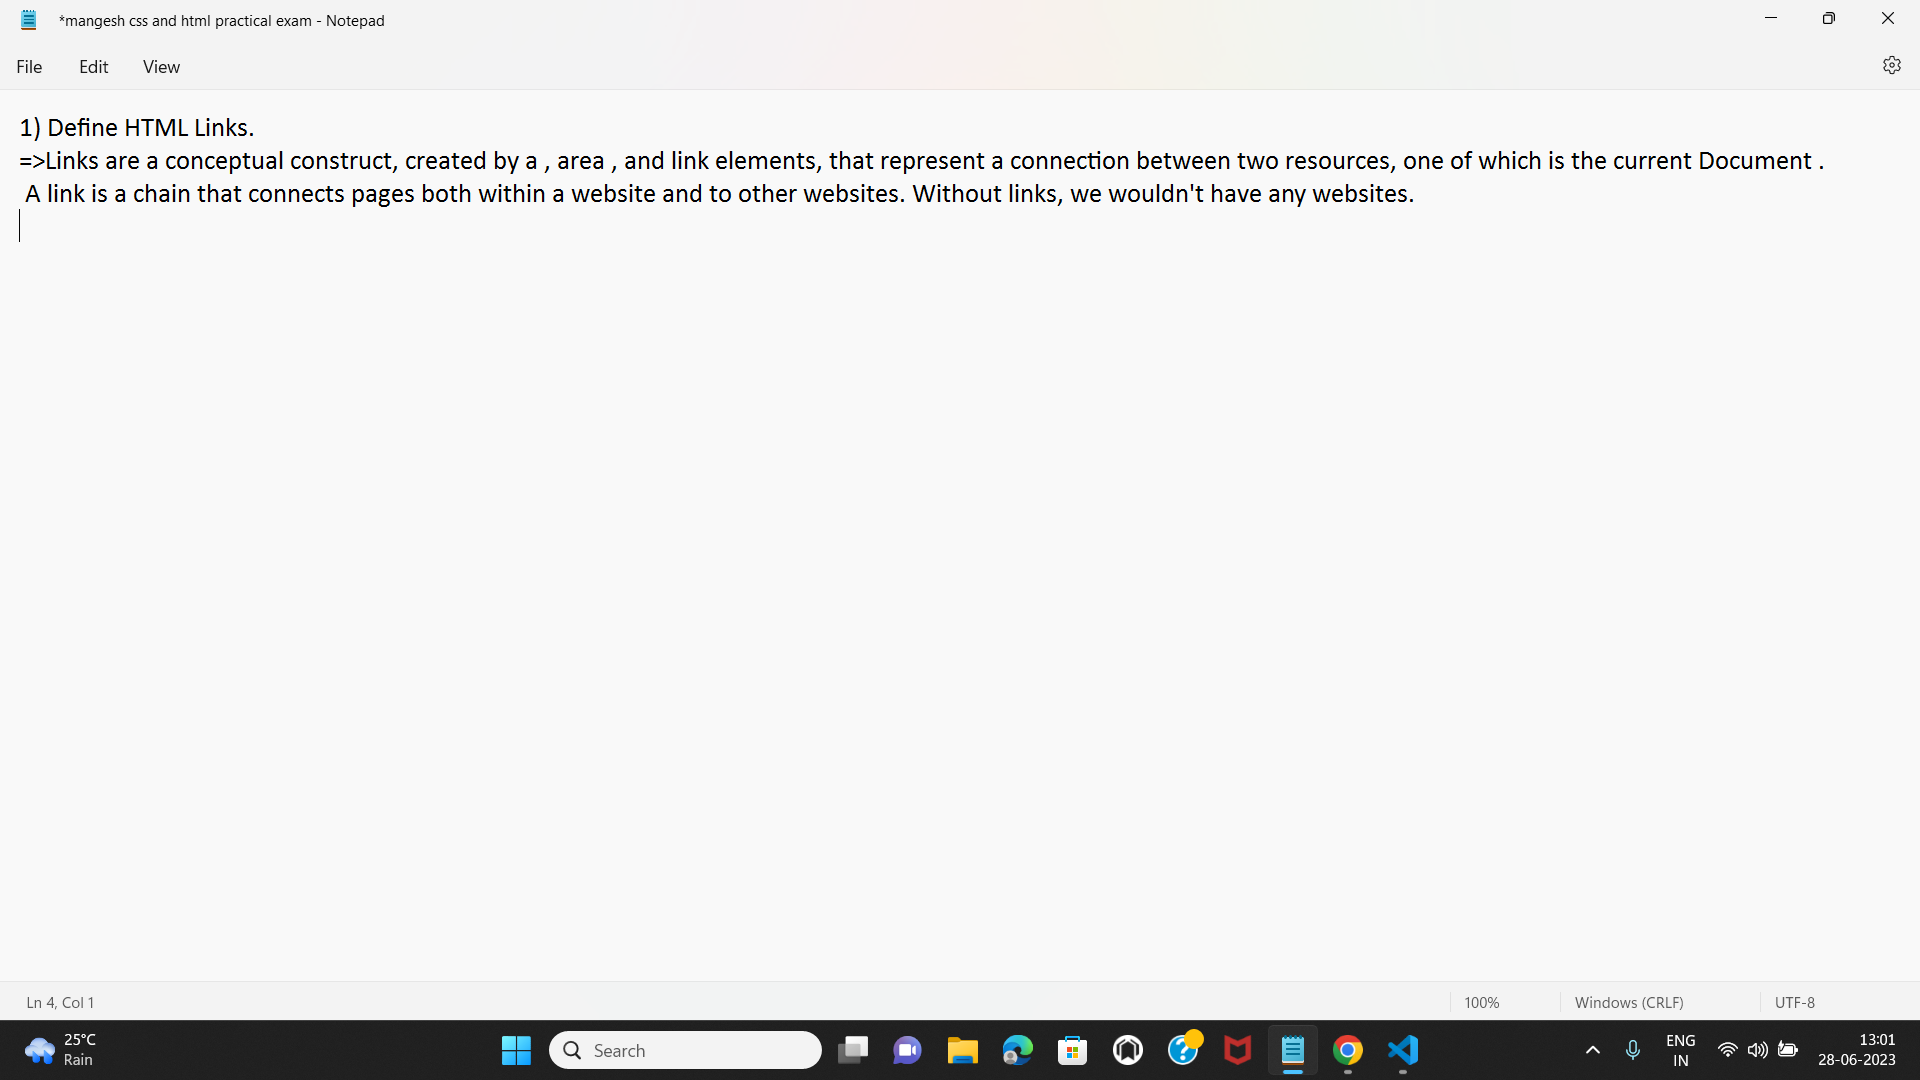 *mangesh css and html practical exam - Notepad
File Edit View
1) Define HTML Links.
=>Links are a conceptual construct, created by a , area , and link elements, that represent a connection between two resources, one of which is the current Document .
A link is a chain that connects pages both within a website and to other websites. Without links, we wouldn't have any websites.
Ln 4, Col 1 100% Windows (CRLF) UTF-8
25°C
Rain
Search
ENG
IN
13:01
28-06-2023